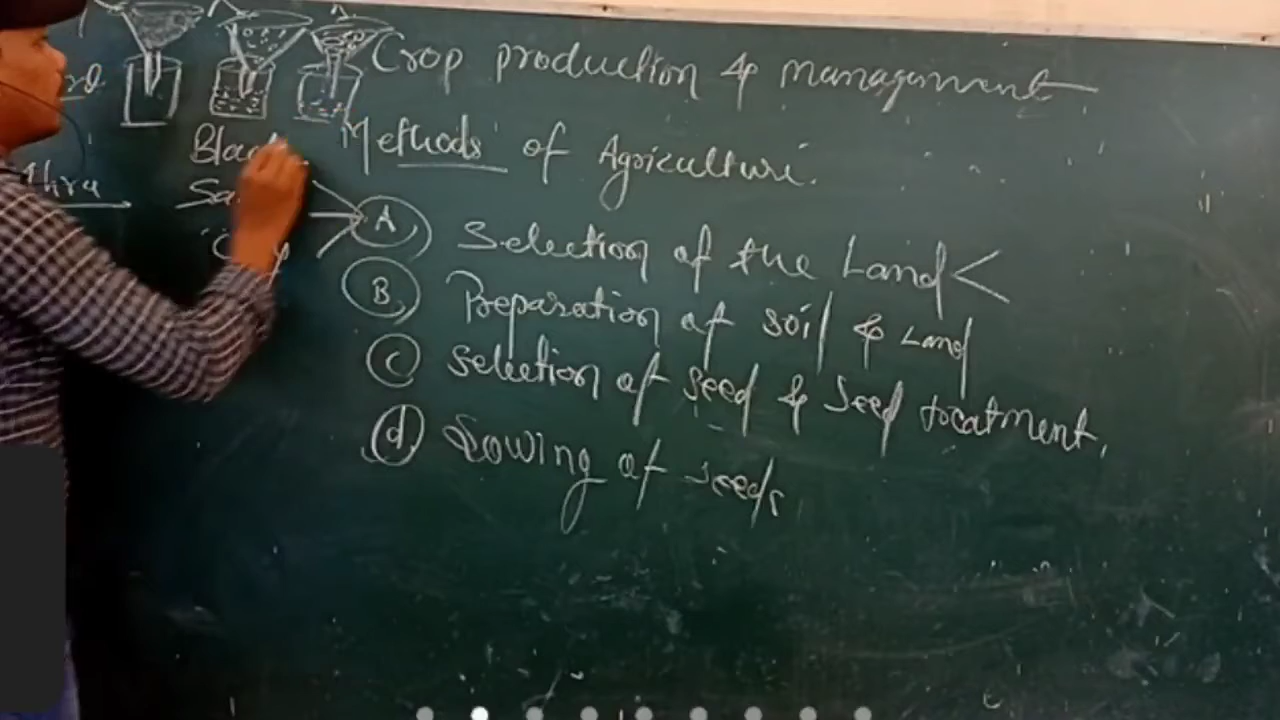 Crop production & management
Methods of Agriculture.
A Selection of the Land <
B Preparation of soil & Land
C Selection of Seed & Seed treatment,
d Sowing of seeds